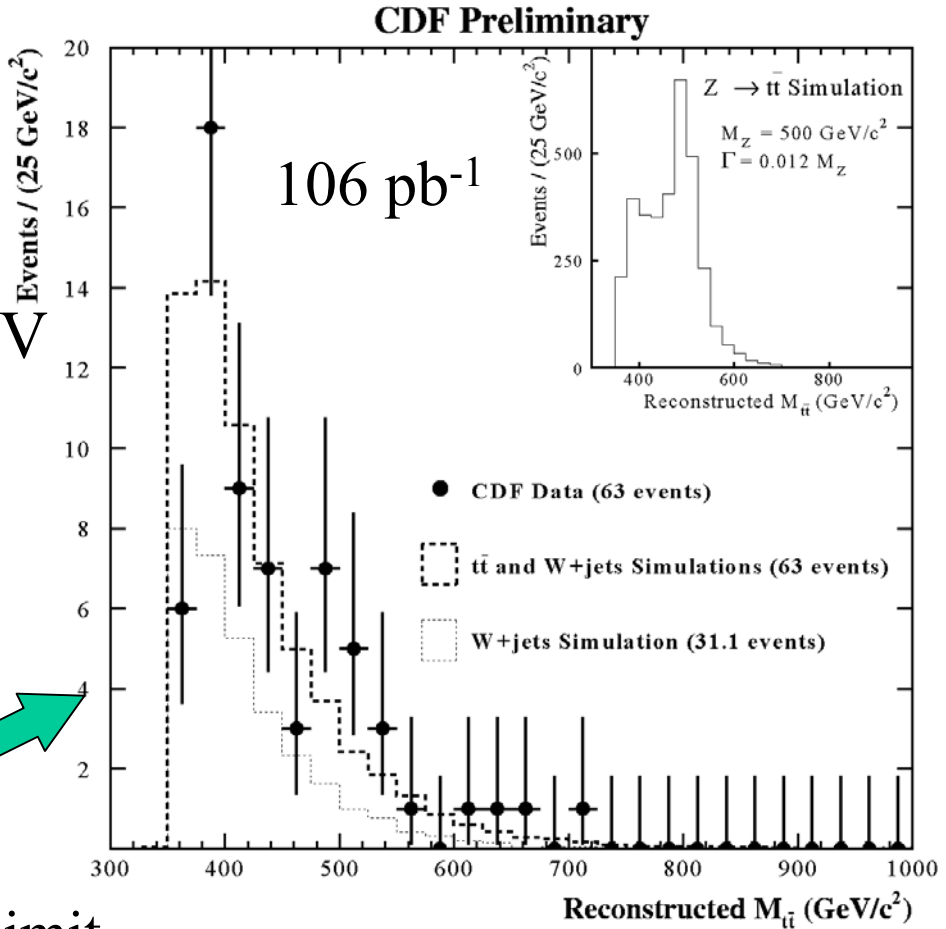 CDF Preliminary
Events / (25 GeV/c²)
20
18
16
14
12
10
8
6
4
2
106 pb⁻¹
V
Events / (25 GeV/c²)
500
250
0
Z → tt̄ Simulation
M_Z = 500 GeV/c²
Γ = 0.012 M_Z
400 600 800
Reconstructed M_tt̄ (GeV/c²)
CDF Data (63 events)
tt̄ and W+jets Simulations (63 events)
W+jets Simulation (31.1 events)
300 400 500 600 700 800 900 1000
Reconstructed M_tt̄ (GeV/c²)